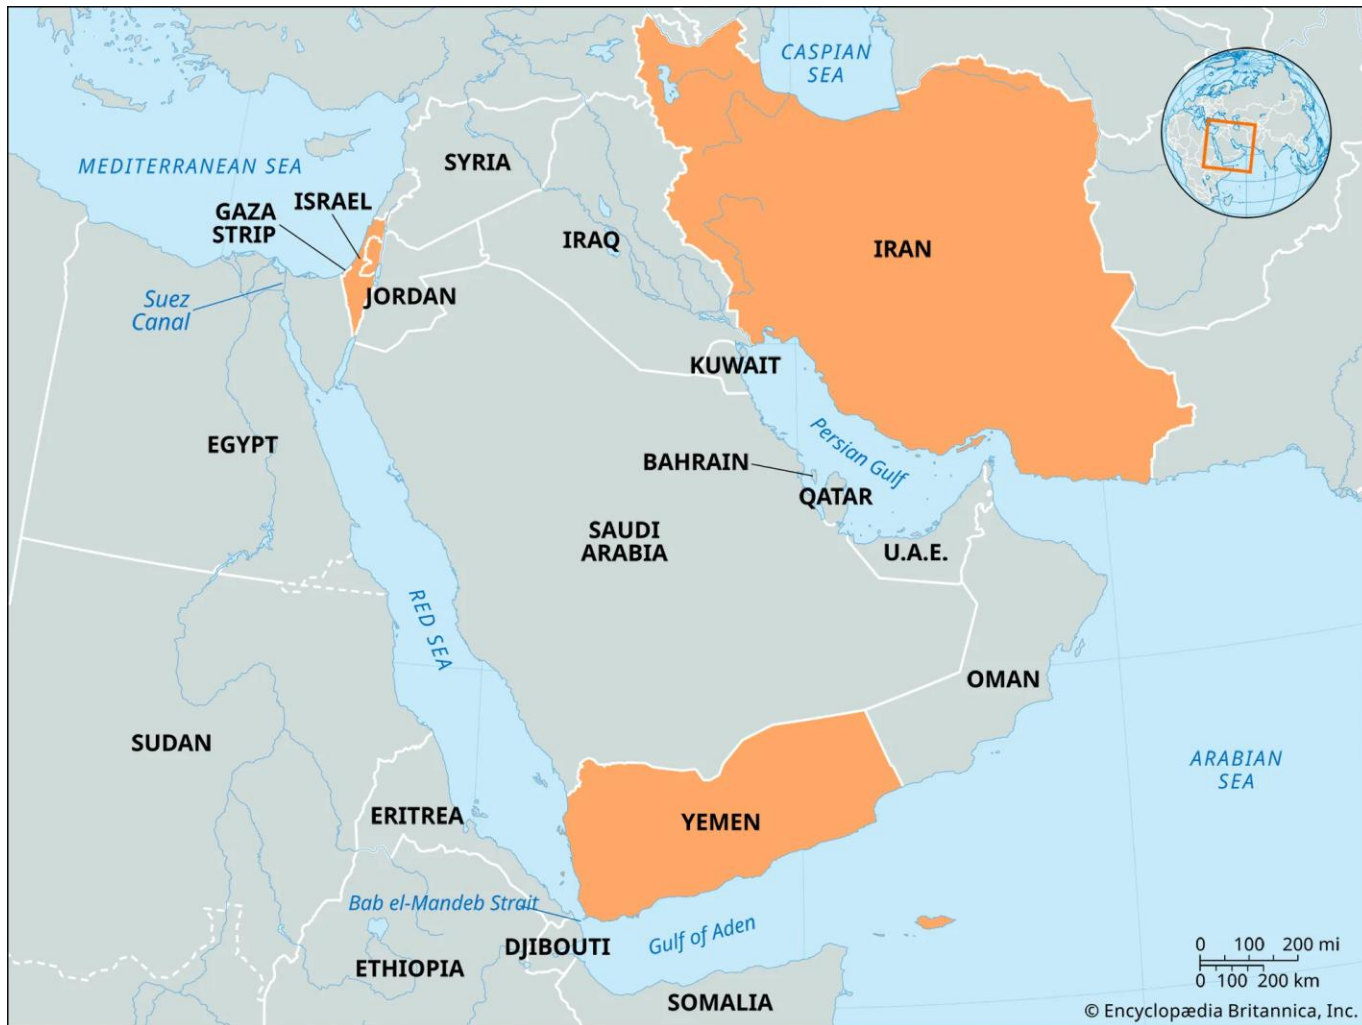 CASPIAN
SEA
MEDITERRANEAN SEA
SYRIA
ISRAEL
GAZA
STRIP
IRAQ
IRAN
Suez
Canal
JORDAN
KUWAIT
EGYPT
Persian Gulf
BAHRAIN
QATAR
SAUDI
ARABIA
U.A.E.
RED SEA
OMAN
SUDAN
ARABIAN
SEA
ERITREA
YEMEN
Bab el-Mandeb Strait
Gulf of Aden
DJIBOUTI
ETHIOPIA
SOMALIA
0 100 200 mi
0 100 200 km
© Encyclopædia Britannica, Inc.